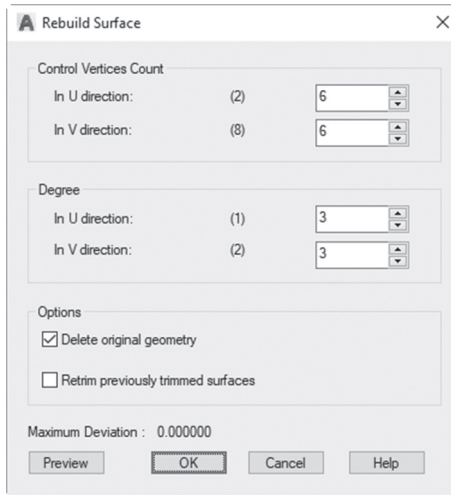 Rebuild Surface
Control Vertices Count
In U direction: (2) 6
In V direction: (8) 6
Degree
In U direction: (1) 3
In V direction: (2) 3
Options
Delete original geometry
Retrim previously trimmed surfaces
Maximum Deviation : 0.000000
Preview OK Cancel Help